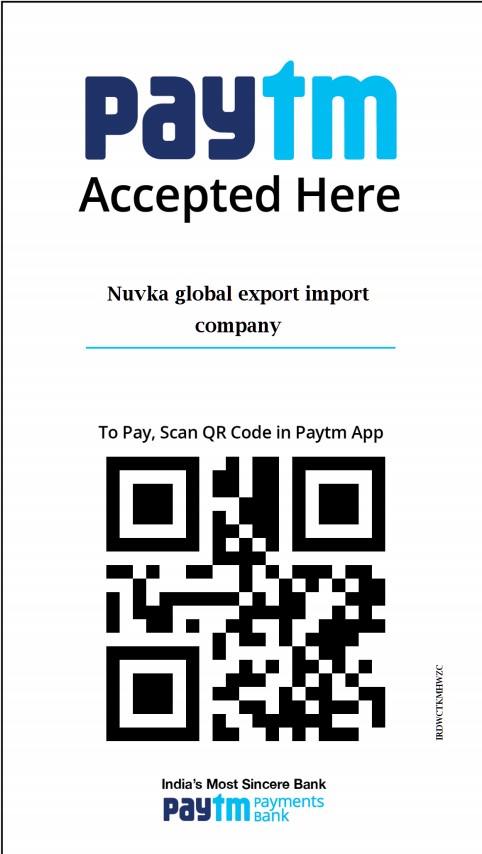 paytm
Accepted Here
Nuvka global export import
company
To Pay, Scan QR Code in Paytm App
IRDWCTKMHWZC
India's Most Sincere Bank
paytm Payments
Bank